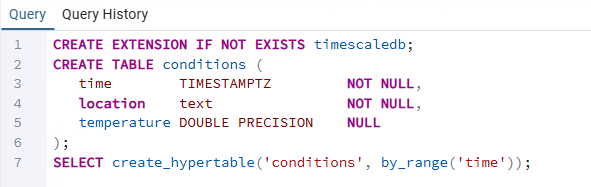 Query Query History
1 CREATE EXTENSION IF NOT EXISTS timescaledb;
2 CREATE TABLE conditions (
3 time TIMESTAMPTZ NOT NULL,
4 location text NOT NULL,
5 temperature DOUBLE PRECISION NULL
6 );
7 SELECT create_hypertable('conditions', by_range('time'));